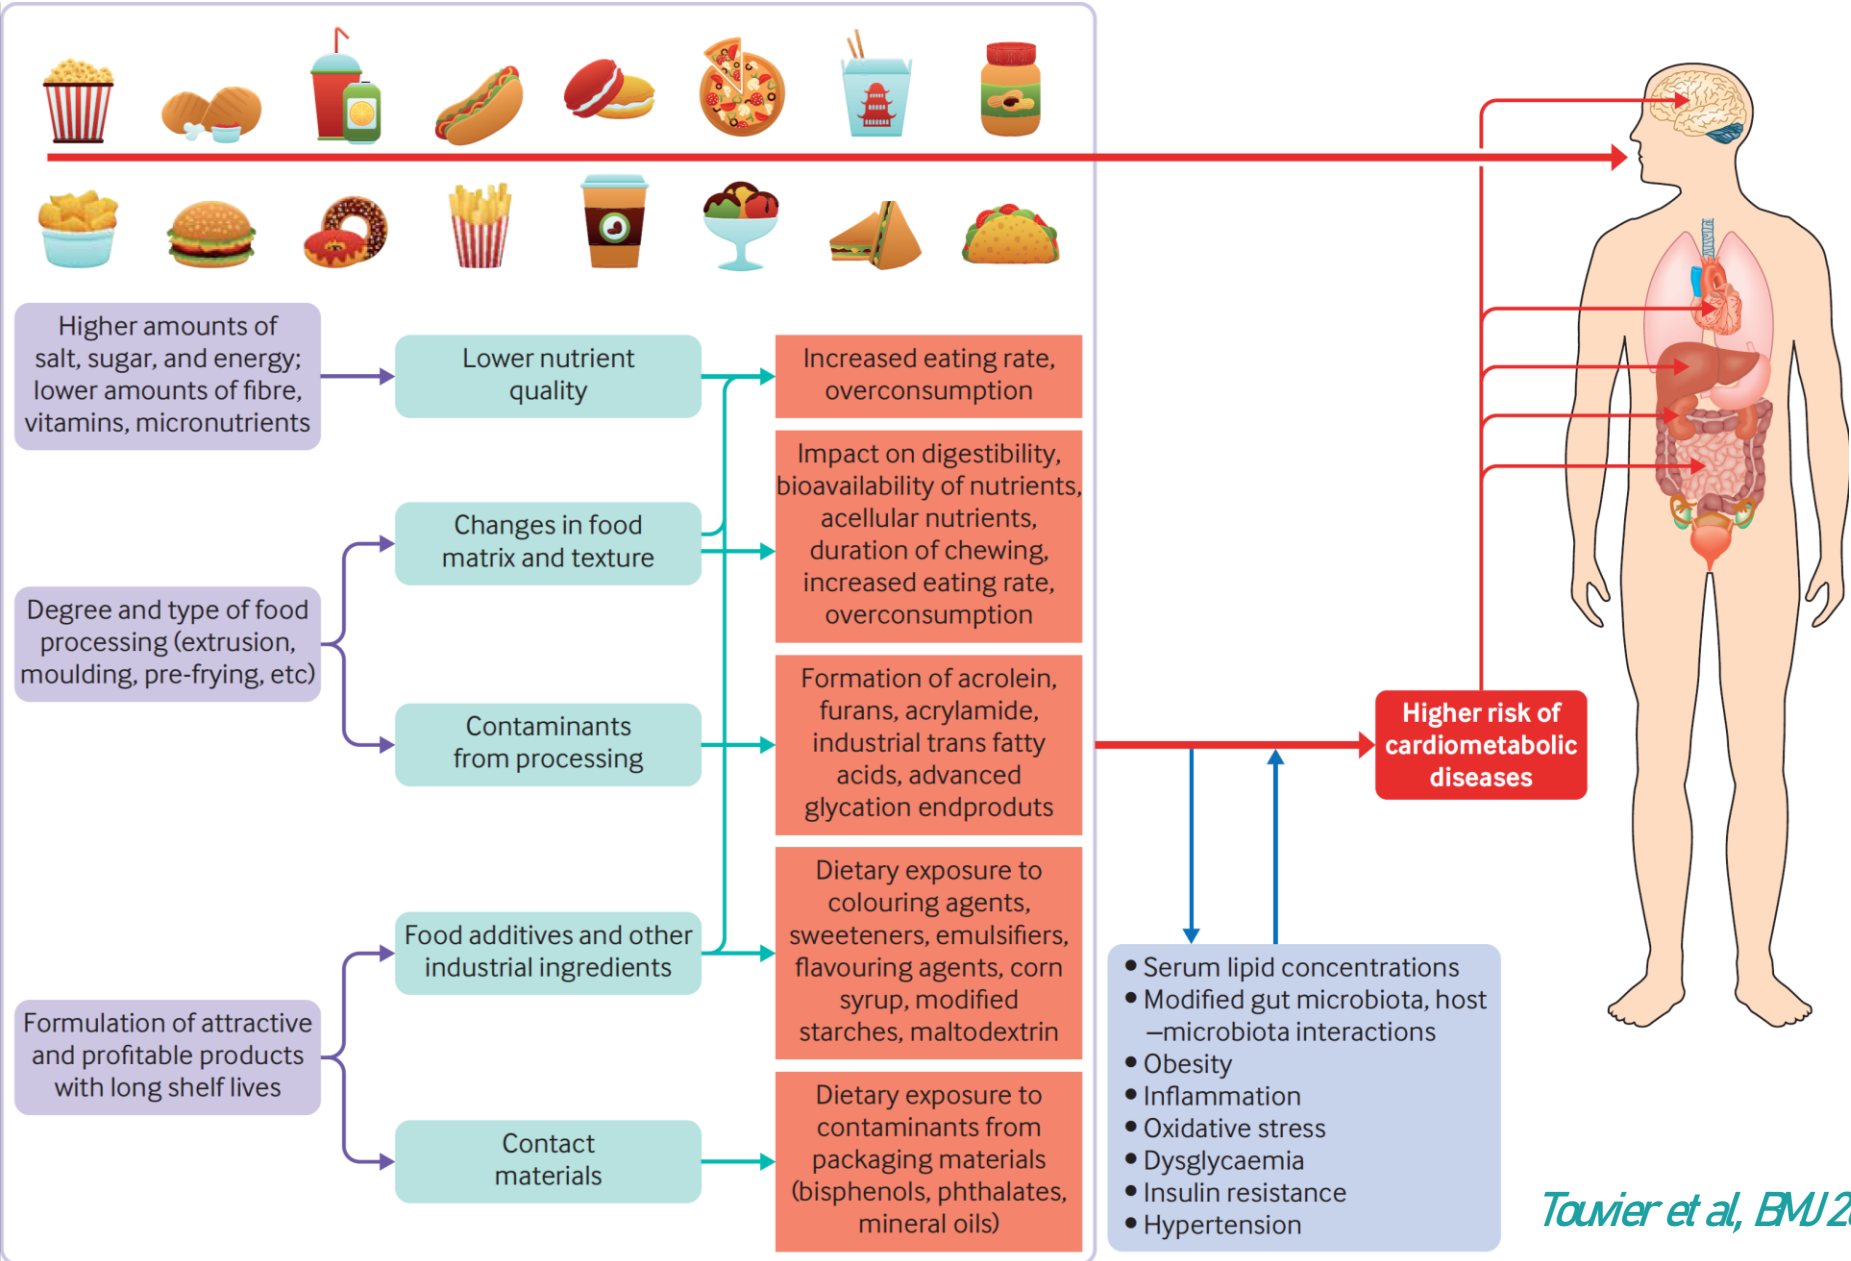 Higher amounts of
salt, sugar, and energy;
lower amounts of fibre,
vitamins, micronutrients
Lower nutrient
quality
Increased eating rate,
overconsumption
Degree and type of food
processing (extrusion,
moulding, pre-frying, etc)
Changes in food
matrix and texture
Impact on digestibility,
bioavailability of nutrients,
acellular nutrients,
duration of chewing,
increased eating rate,
overconsumption
Contaminants
from processing
Formation of acrolein,
furans, acrylamide,
industrial trans fatty
acids, advanced
glycation endproduts
Formulation of attractive
and profitable products
with long shelf lives
Food additives and other
industrial ingredients
Dietary exposure to
colouring agents,
sweeteners, emulsifiers,
flavouring agents, corn
syrup, modified
starches, maltodextrin
Contact
materials
Dietary exposure to
contaminants from
packaging materials
(bisphenols, phthalates,
mineral oils)
Higher risk of
cardiometabolic
diseases
• Serum lipid concentrations
• Modified gut microbiota, host
–microbiota interactions
• Obesity
• Inflammation
• Oxidative stress
• Dysglycaemia
• Insulin resistance
• Hypertension
Touvier et al, BMJ